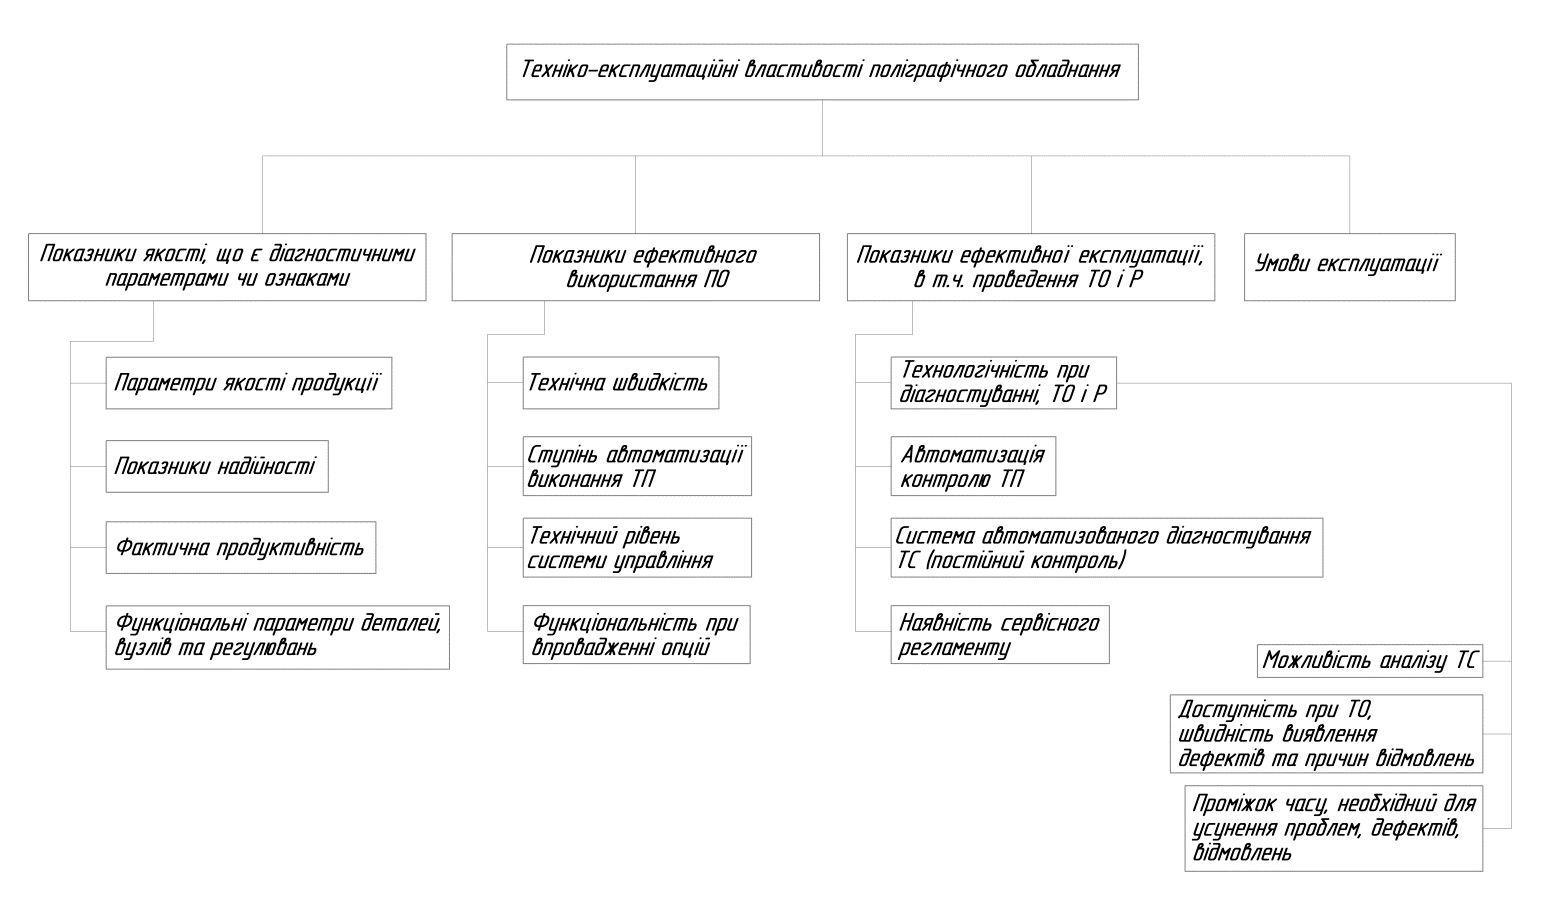 Техніко-експлуатаційні властивості поліграфічного обладнання
Показники якості, що є діагностичними
параметрами чи ознаками
Показники ефективного
використання ПО
Показники ефективної експлуатації,
в т.ч. проведення ТО і Р
Умови експлуатації
Параметри якості продукції
Показники надійності
Фактична продуктивність
Функціональні параметри деталей,
вузлів та регулювань
Технічна швидкість
Ступінь автоматизації
виконання ТП
Технічний рівень
системи управління
Функціональність при
впровадженні опцій
Технологічність при
діагностуванні, ТО і Р
Автоматизація
контролю ТП
Система автоматизованого діагностування
ТС (постійний контроль)
Наявність сервісного
регламенту
Можливість аналізу ТС
Доступність при ТО,
швидність виявлення
дефектів та причин відмовлень
Проміжок часу, необхідний для
усунення проблем, дефектів,
відмовлень